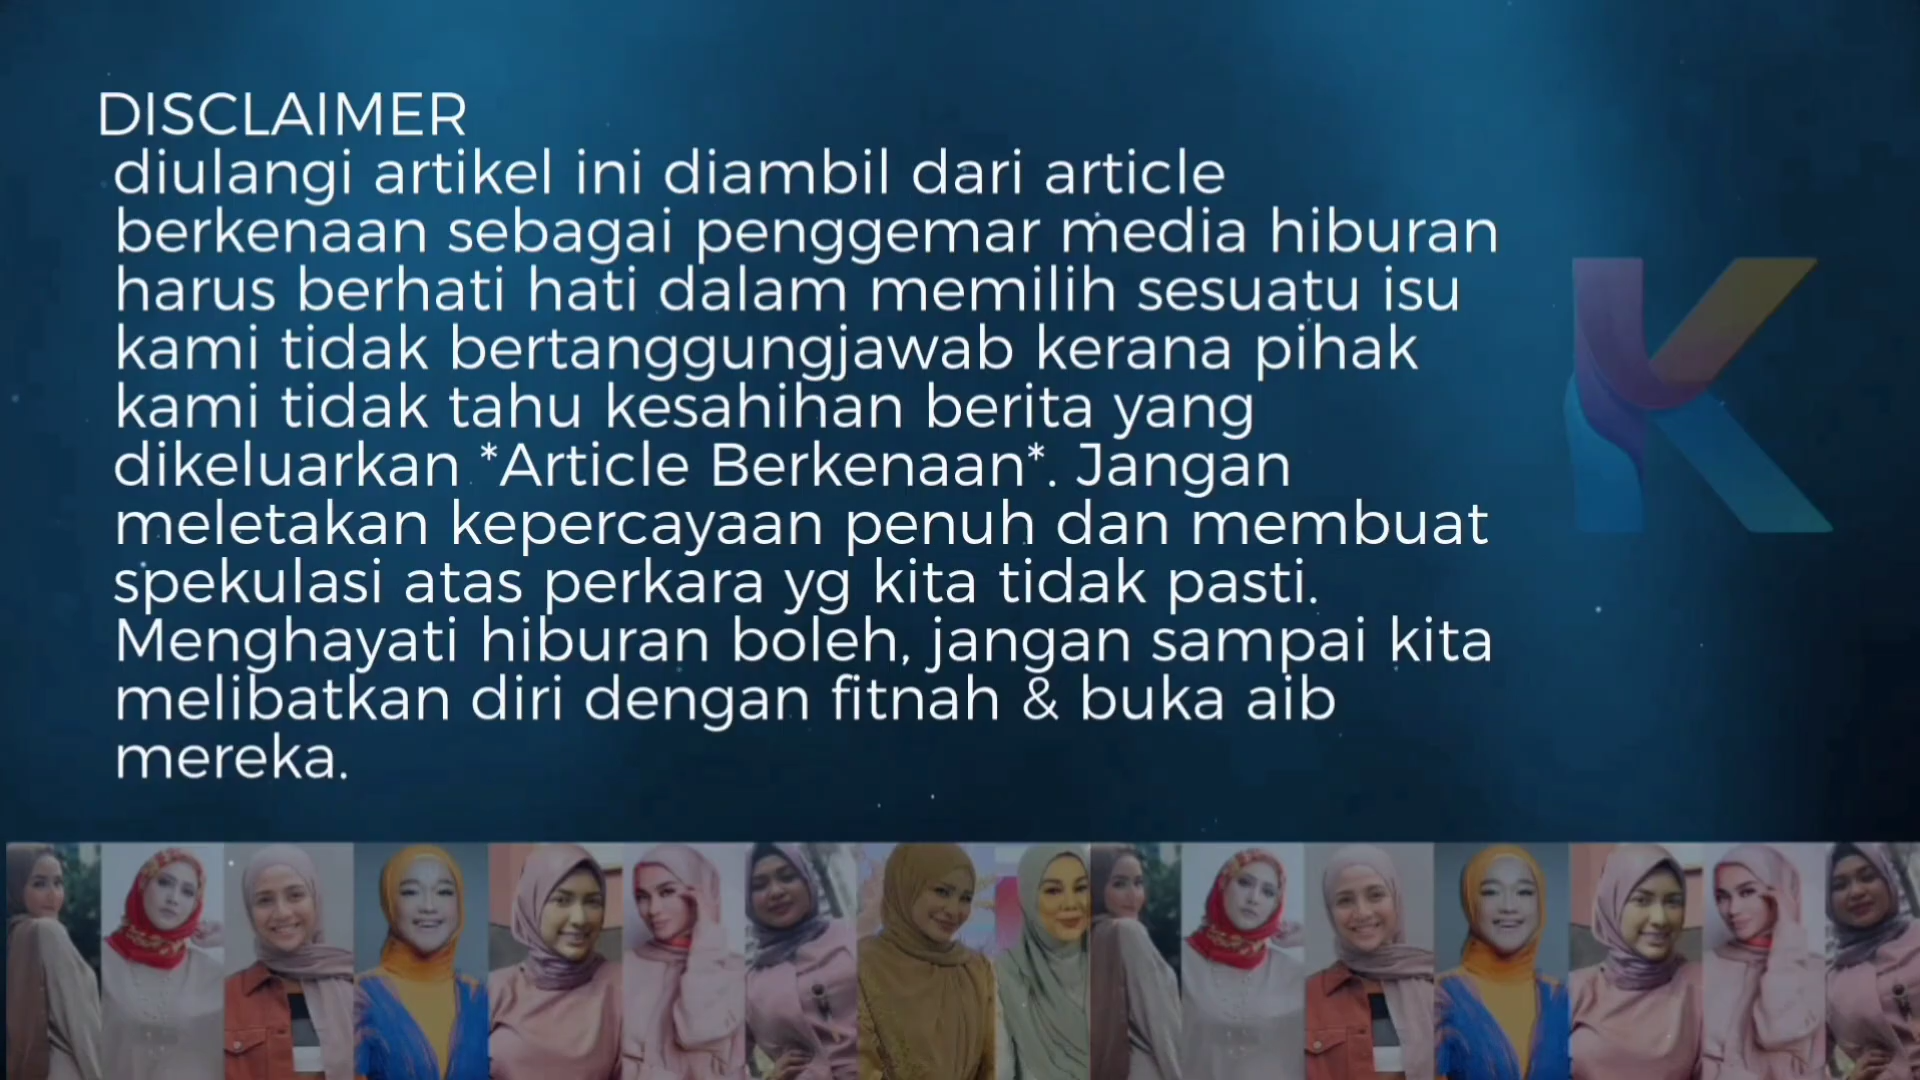 DISCLAIMER
diulangi artikel ini diambil dari article
berkenaan sebagai penggemar media hiburan
harus berhati hati dalam memilih sesuatu isu
kami tidak bertanggungjawab kerana pihak
kami tidak tahu kesahihan berita yang
dikeluarkan *Article Berkenaan*. Jangan
meletakan kepercayaan penuh dan membuat
spekulasi atas perkara yg kita tidak pasti.
Menghayati hiburan boleh, jangan sampai kita
melibatkan diri dengan fitnah & buka aib
mereka.
K